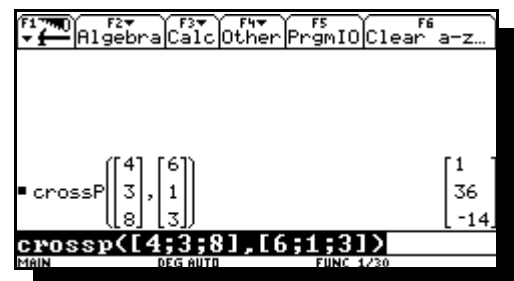 F1 F2 F3 F4 F5 F6
Algebra Calc Other PrgmIO Clear a-z…
▪ crossP([4] [6]) [1]
([3],[1]) [36]
([8] [3]) [-14]
crossp([4;3;8],[6;1;3])
MAIN DEG AUTO FUNC 1/30